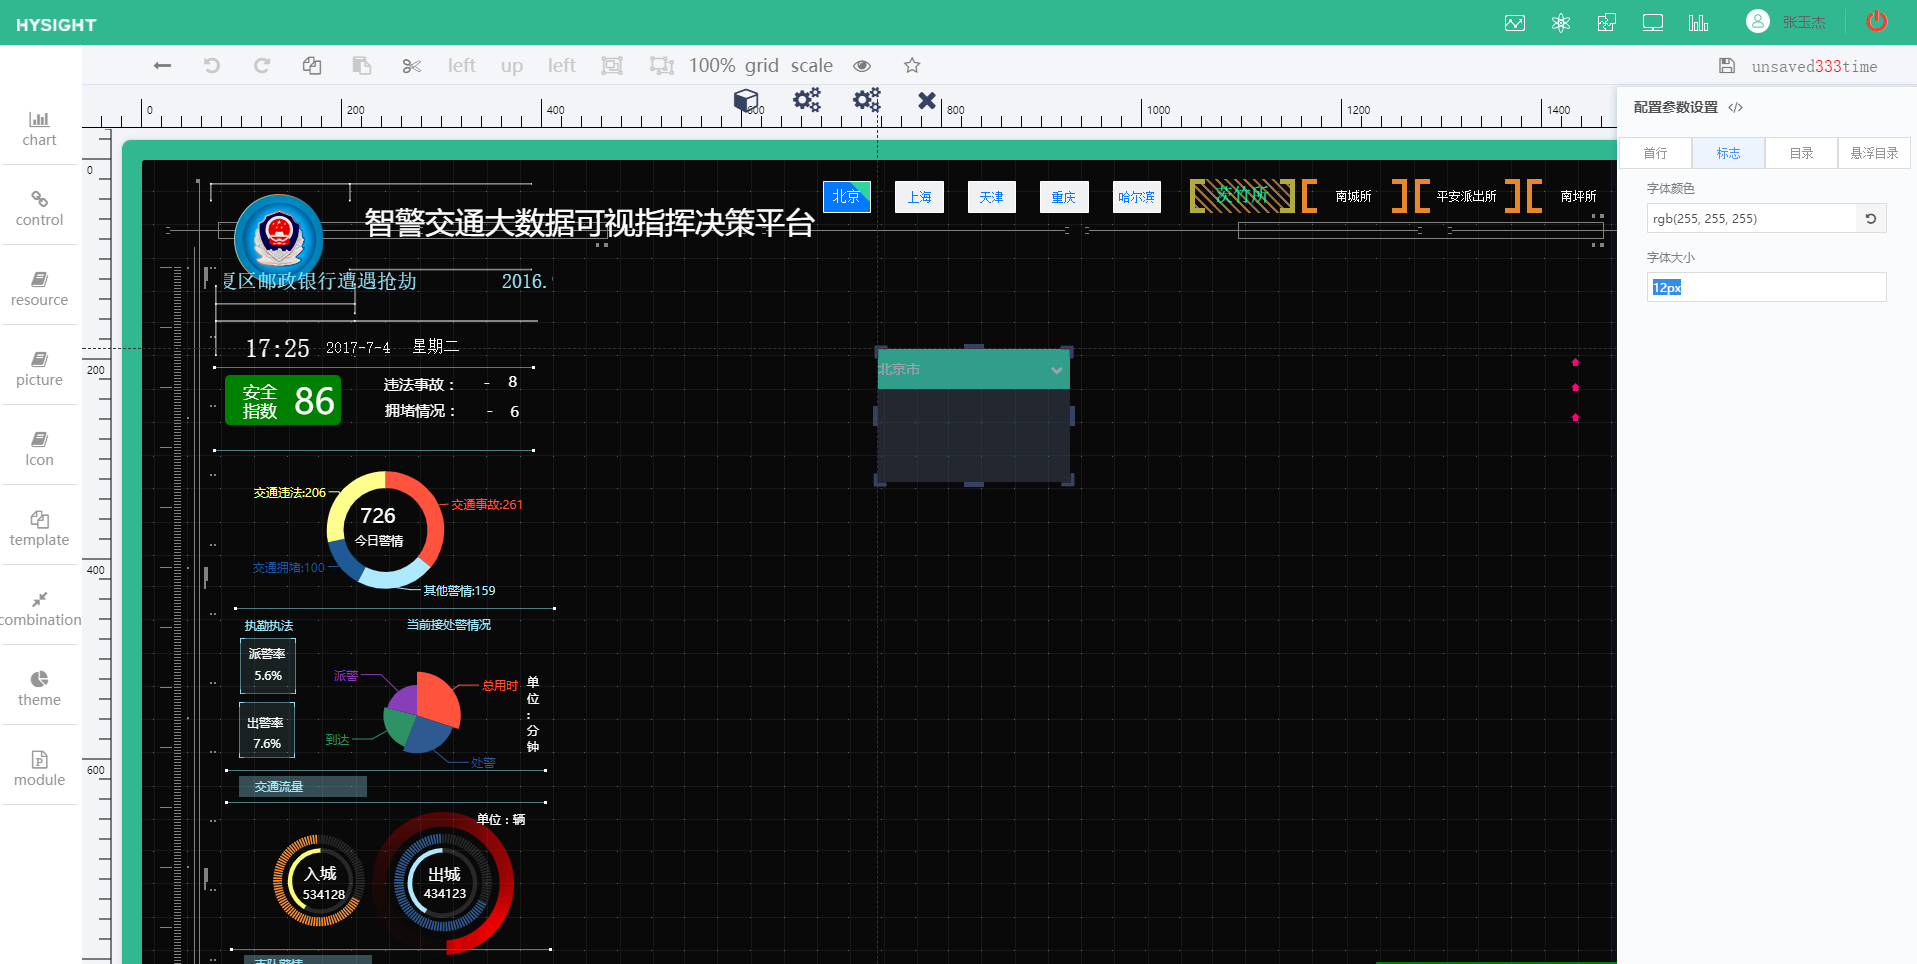 HYSIGHT
张玉杰
left
up
left
100%
grid
scale
unsaved333time
chart
control
resource
picture
Icon
template
combination
theme
module
0
200
400
600
800
1000
1200
1400
0
200
400
600
智警交通大数据可视指挥决策平台
北京
上海
天津
重庆
哈尔滨
茨竹所
南城所
平安派出所
南坪所
夏区邮政银行遭遇抢劫
2016.
17:25
2017-7-4
星期二
安全
指数
86
违法事故： - 8
拥堵情况： - 6
北京市
交通违法:206
交通事故:261
726
今日警情
交通拥堵:100
其他警情:159
执勤执法
当前接处警情况
派警率
5.6%
出警率
7.6%
派警
总用时
到达
处警
单位:分钟
交通流量
单位：辆
入城
534128
出城
434123
配置参数设置 </>
首行
标志
目录
悬浮目录
字体颜色
rgb(255, 255, 255)
字体大小
12px